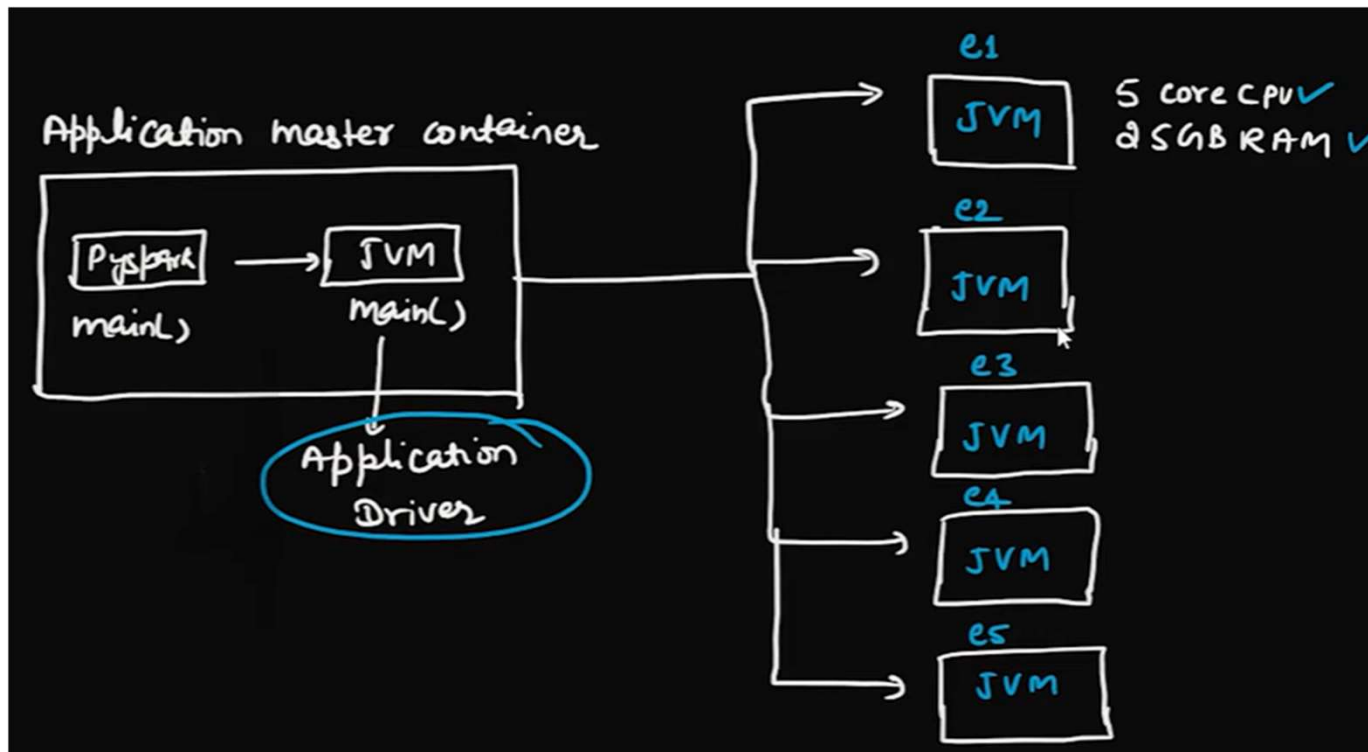 Application master container
Pyspark
main()
JVM
main()
Application
Driver
e1
JVM
5 core CPU
25GB RAM
e2
JVM
e3
JVM
e4
JVM
e5
JVM